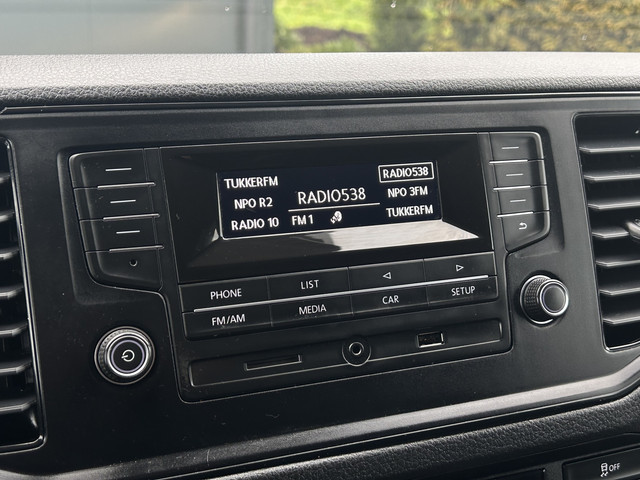 TUKKERFM
NPO R2
RADIO 10
RADIO538
FM 1
RADIO538
NPO 3FM
TUKKERFM
PHONE
LIST
FM/AM
MEDIA
CAR
SETUP
OFF